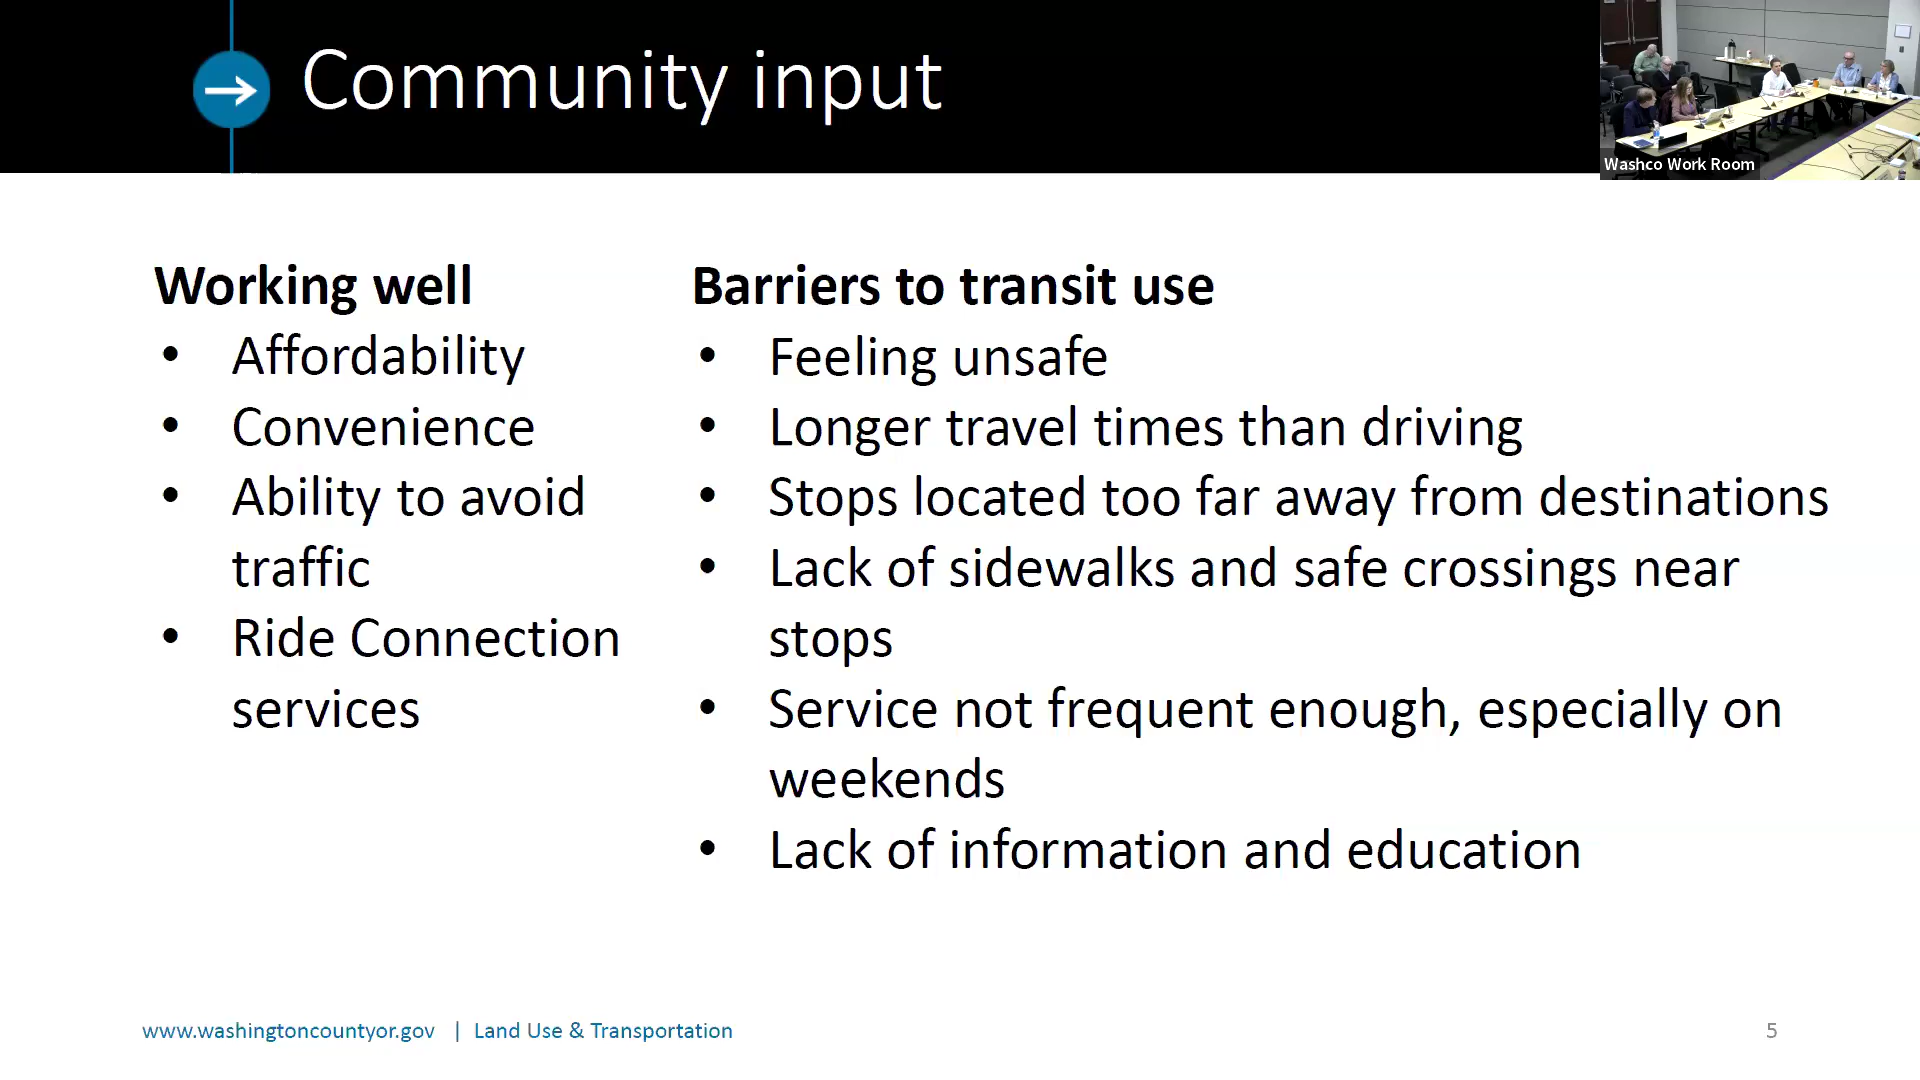 Community input
Washco Work Room
Working well
• Affordability
• Convenience
• Ability to avoid
traffic
• Ride Connection
services
Barriers to transit use
• Feeling unsafe
• Longer travel times than driving
• Stops located too far away from destinations
• Lack of sidewalks and safe crossings near
stops
• Service not frequent enough, especially on
weekends
• Lack of information and education
www.washingtoncountyor.gov | Land Use & Transportation
5